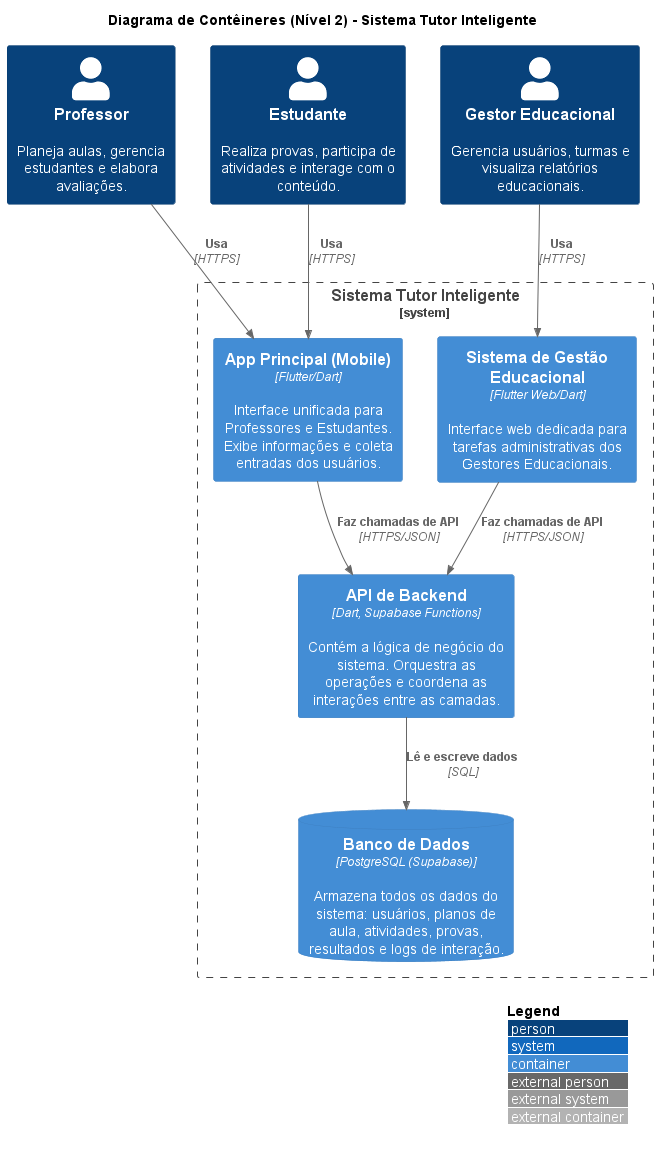 Diagrama de Contêineres (Nível 2) - Sistema Tutor Inteligente
Professor
Planeja aulas, gerencia
estudantes e elabora
avaliações.
Estudante
Realiza provas, participa de
atividades e interage com o
conteúdo.
Gestor Educacional
Gerencia usuários, turmas e
visualiza relatórios
educacionais.
Usa
[HTTPS]
Usa
[HTTPS]
Usa
[HTTPS]
Sistema Tutor Inteligente
[system]
App Principal (Mobile)
[Flutter/Dart]
Interface unificada para
Professores e Estudantes.
Exibe informações e coleta
entradas dos usuários.
Sistema de Gestão
Educacional
[Flutter Web/Dart]
Interface web dedicada para
tarefas administrativas dos
Gestores Educacionais.
Faz chamadas de API
[HTTPS/JSON]
Faz chamadas de API
[HTTPS/JSON]
API de Backend
[Dart, Supabase Functions]
Contém a lógica de negócio do
sistema. Orquestra as
operações e coordena as
interações entre as camadas.
Lê e escreve dados
[SQL]
Banco de Dados
[PostgreSQL (Supabase)]
Armazena todos os dados do
sistema: usuários, planos de
aula, atividades, provas,
resultados e logs de interação.
Legend
person
system
container
external person
external system
external container